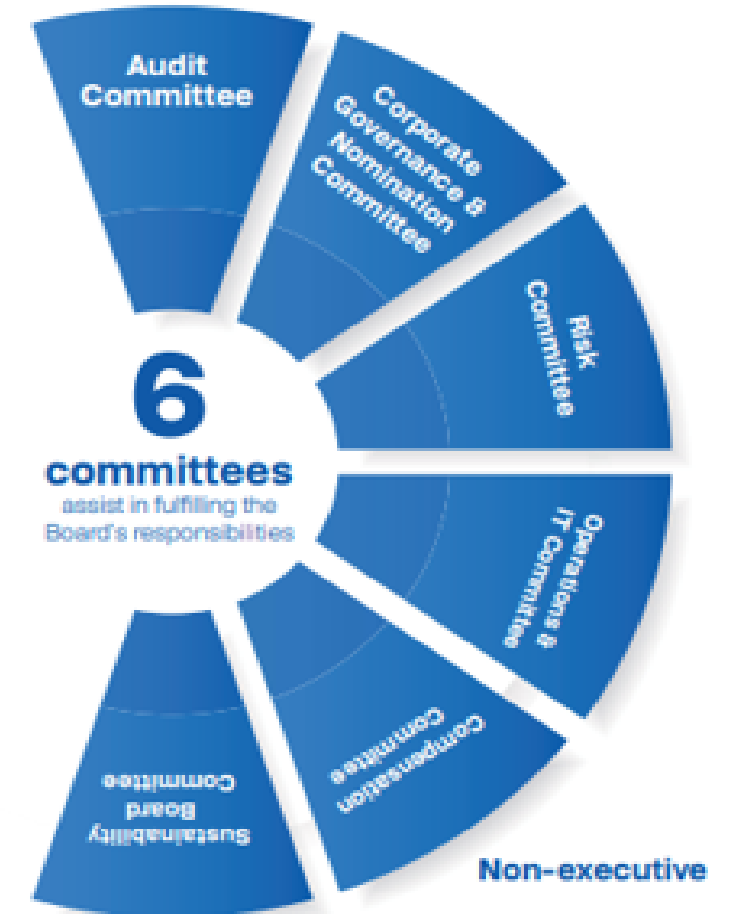 Audit
Committee
Corporate
Governance &
Nomination
Committee
Risk
Committee
6
committees
assist in fulfilling the
Board's responsibilities
Operations &
IT Committee
Compensation
Committee
Sustainability
Board
Committee
Non-executive